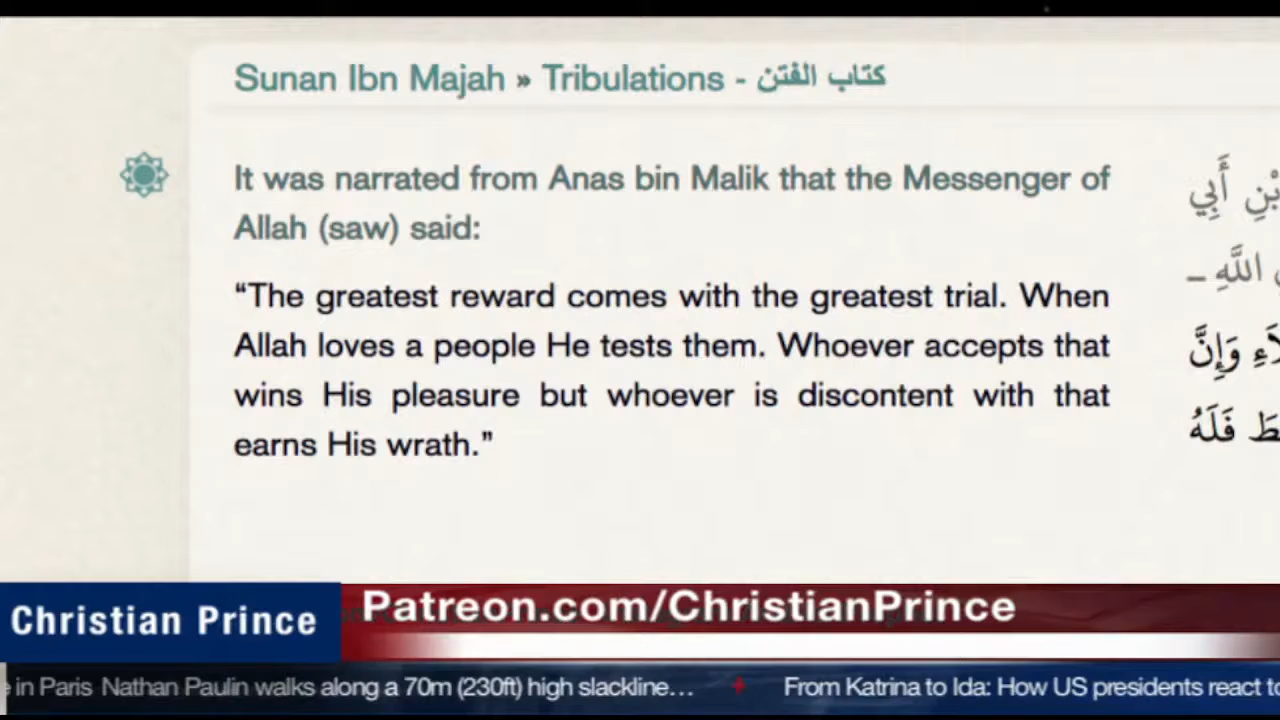 Sunan Ibn Majah » Tribulations - كتاب الفتن
It was narrated from Anas bin Malik that the Messenger of
Allah (saw) said:
“The greatest reward comes with the greatest trial. When
Allah loves a people He tests them. Whoever accepts that
wins His pleasure but whoever is discontent with that
earns His wrath.”
بْنِ أَبِي
اللَّهِ ـ
وَإِنَّ
فَلَهُ
Christian Prince
Patreon.com/ChristianPrince
in Paris Nathan Paulin walks along a 70m (230ft) high slackline... From Katrina to Ida: How US presidents react to